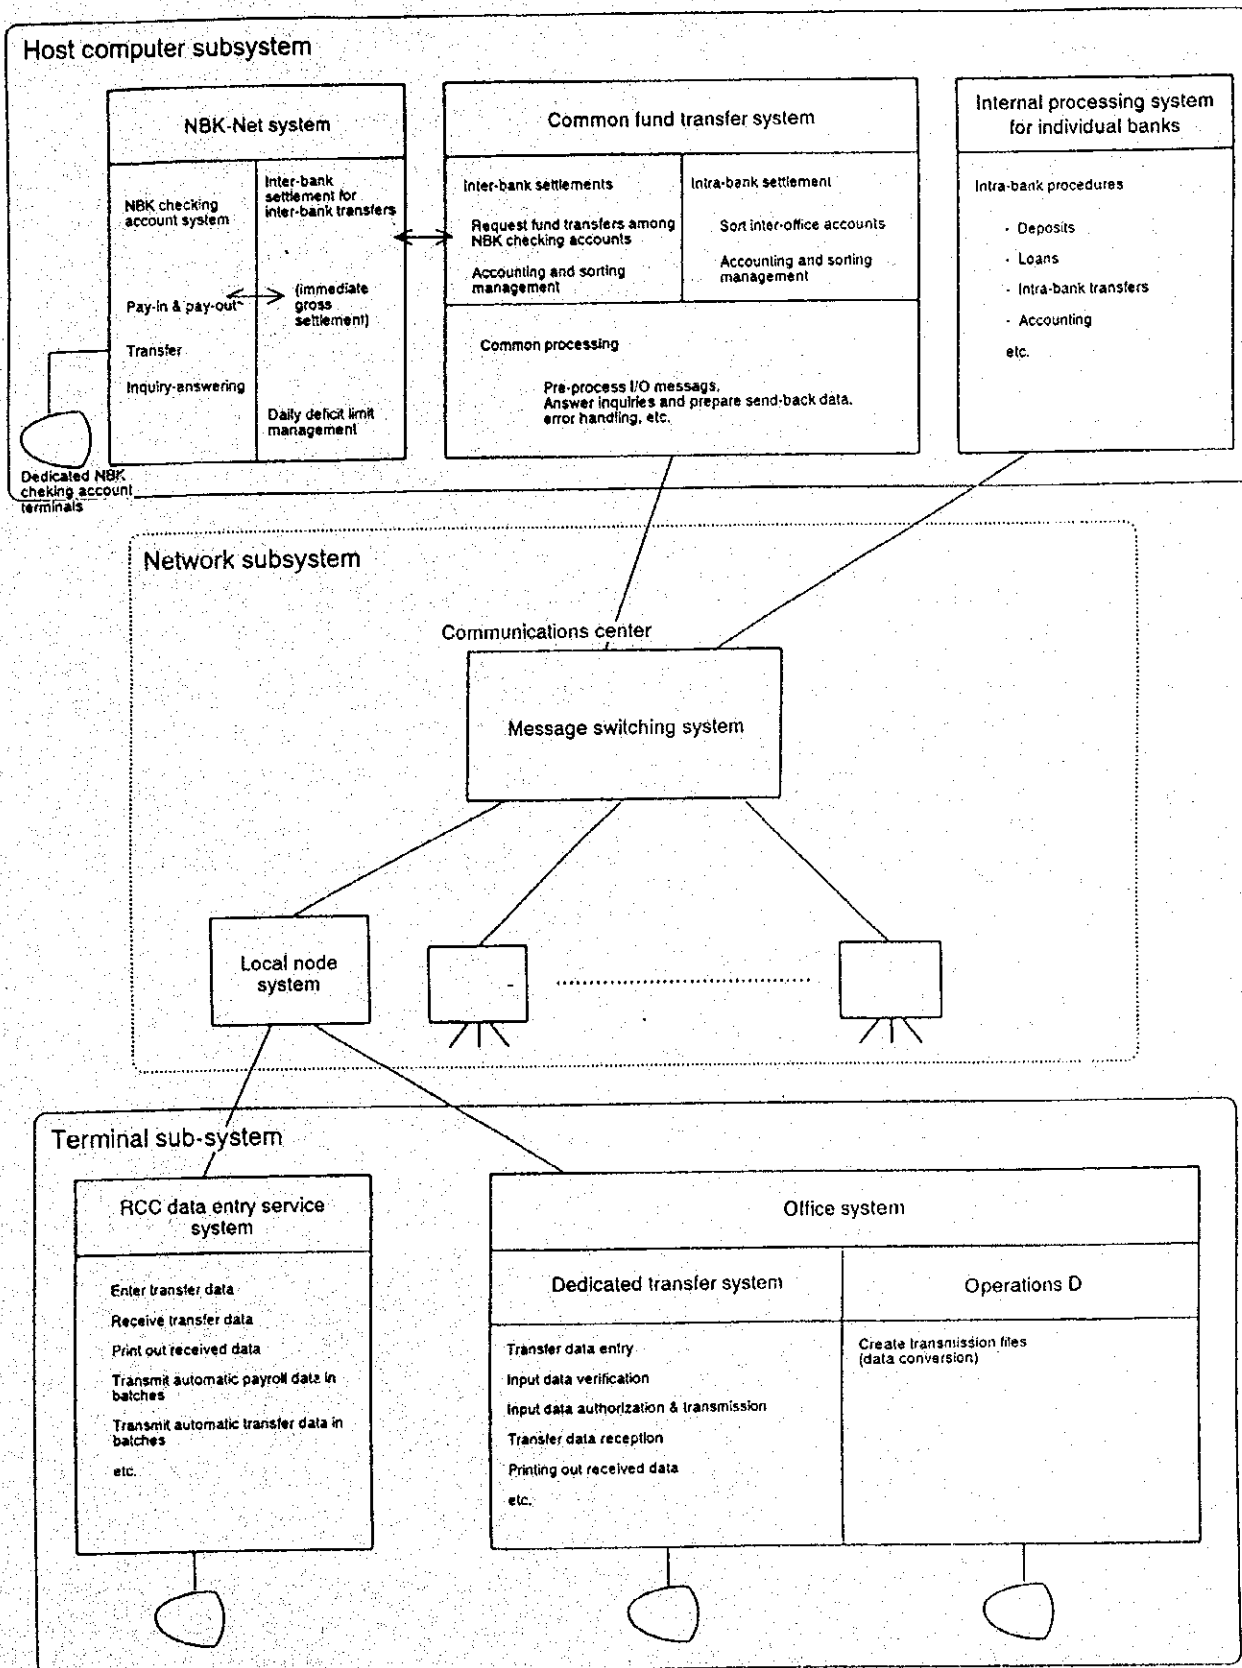 Host computer subsystem
NBK-Net system
NBK checking
account system
Pay-in & pay-out
Transfer
Inquiry-answering
Inter-bank
settlement for
inter-bank transfers
(immediate
gross
settlement)
Daily deficit limit
management
Dedicated NBK
cheking account
terminals
Common fund transfer system
Inter-bank settlements
Request fund transfers among
NBK checking accounts
Accounting and sorting
management
Intra-bank settlement
Sort inter-office accounts
Accounting and sorting
management
Common processing
Pre-process I/O messags,
Answer inquiries and prepare send-back data,
error handling, etc.
Internal processing system
for individual banks
Intra-bank procedures
- Deposits
- Loans
- Intra-bank transfers
- Accounting
etc.
Network subsystem
Communications center
Message switching system
Local node
system
Terminal sub-system
RCC data entry service
system
Enter transfer data
Receive transfer data
Print out received data
Transmit automatic payroll data in
batches
Transmit automatic transfer data in
batches
etc.
Office system
Dedicated transfer system
Transfer data entry
Input data verification
Input data authorization & transmission
Transfer data reception
Printing out received data
etc.
Operations D
Create transmission files
(data conversion)